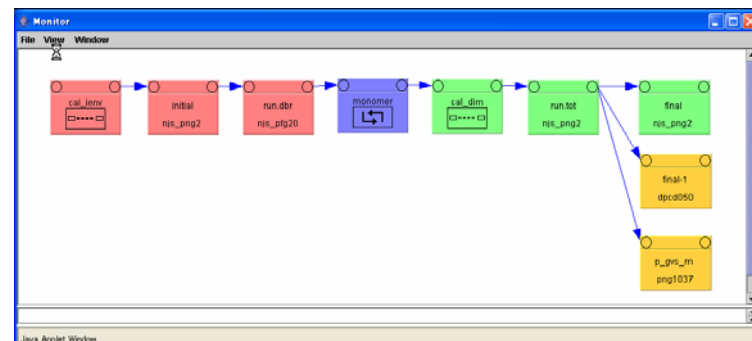 Monitor
File View Window
cal_ienv
initial
njs_png2
run.dbr
njs_pfg20
monomer
cal_dim
run.tot
njs_png2
final
njs_png2
final-1
dpcd050
p_gvs_m
png1037
Java Applet Window